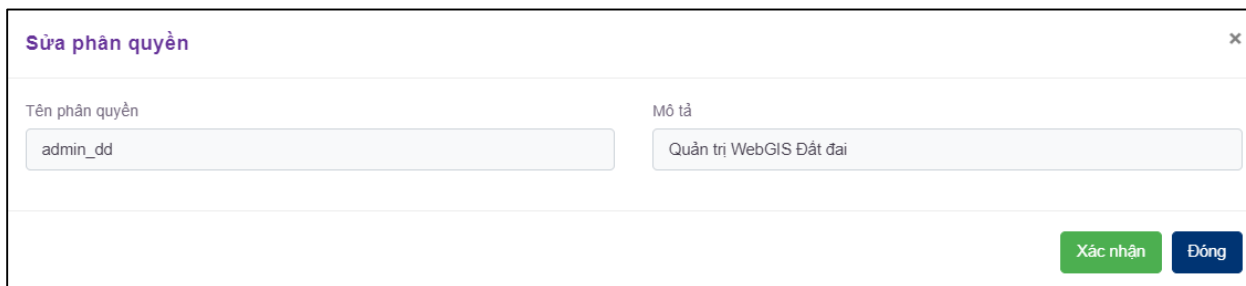 Sửa phân quyền
×
Tên phân quyền
Mô tả
admin_dd
Quản trị WebGIS Đất đai
Xác nhận
Đóng